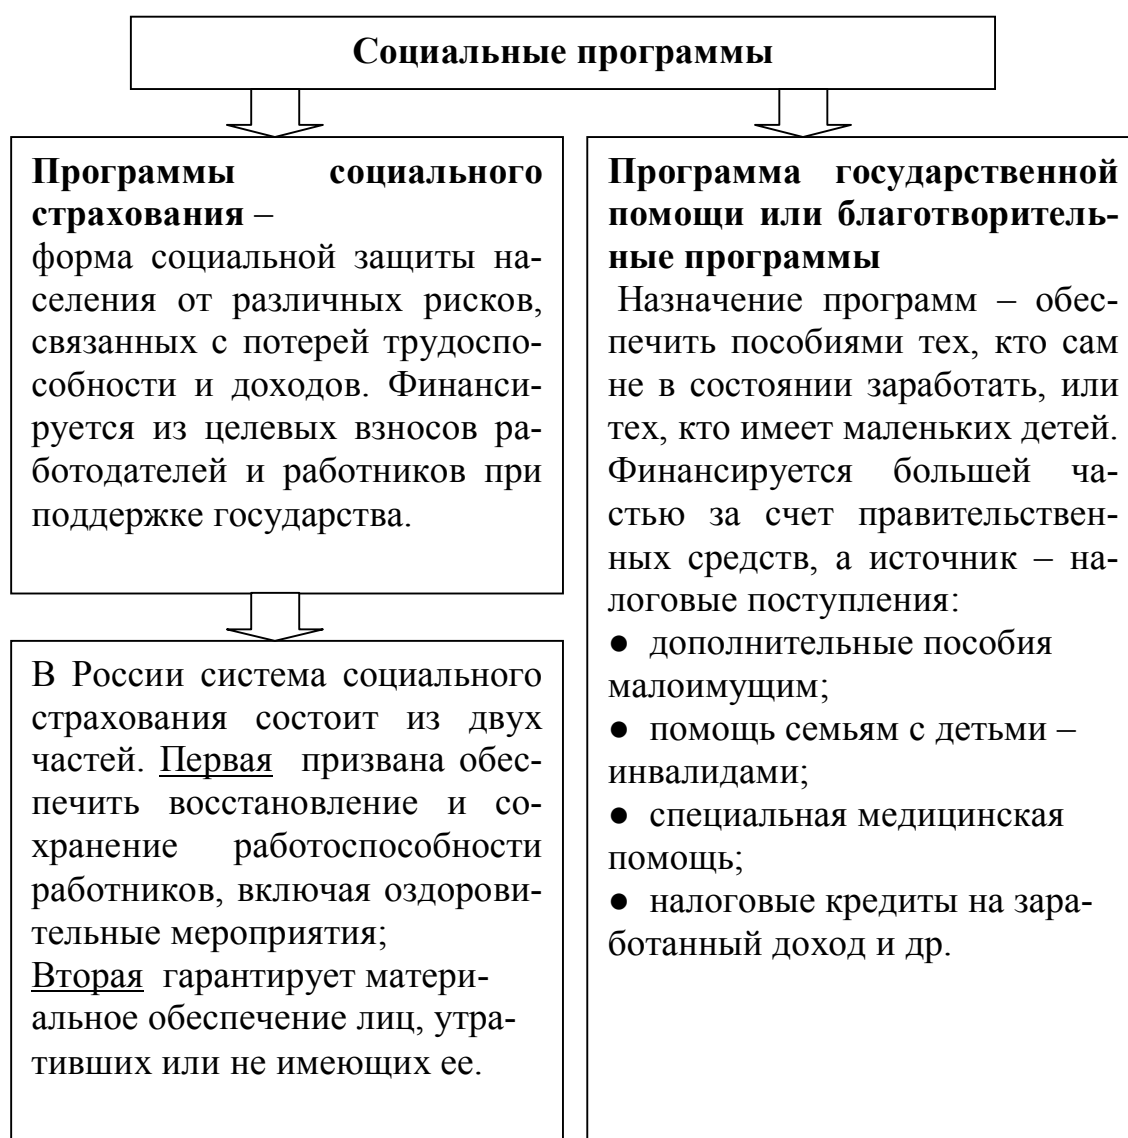 Социальные программы
Программы социального
страхования –
форма социальной защиты на-
селения от различных рисков,
связанных с потерей трудоспо-
собности и доходов. Финанси-
руется из целевых взносов ра-
ботодателей и работников при
поддержке государства.
В России система социального
страхования состоит из двух
частей. Первая призвана обес-
печить восстановление и со-
хранение работоспособности
работников, включая оздорови-
тельные мероприятия;
Вторая гарантирует матери-
альное обеспечение лиц, утра-
тивших или не имеющих ее.
Программа государственной
помощи или благотворитель-
ные программы
Назначение программ – обес-
печить пособиями тех, кто сам
не в состоянии заработать, или
тех, кто имеет маленьких детей.
Финансируется большей ча-
стью за счет правительствен-
ных средств, а источник – на-
логовые поступления:
● дополнительные пособия
малоимущим;
● помощь семьям с детьми –
инвалидами;
● специальная медицинская
помощь;
● налоговые кредиты на зара-
ботанный доход и др.